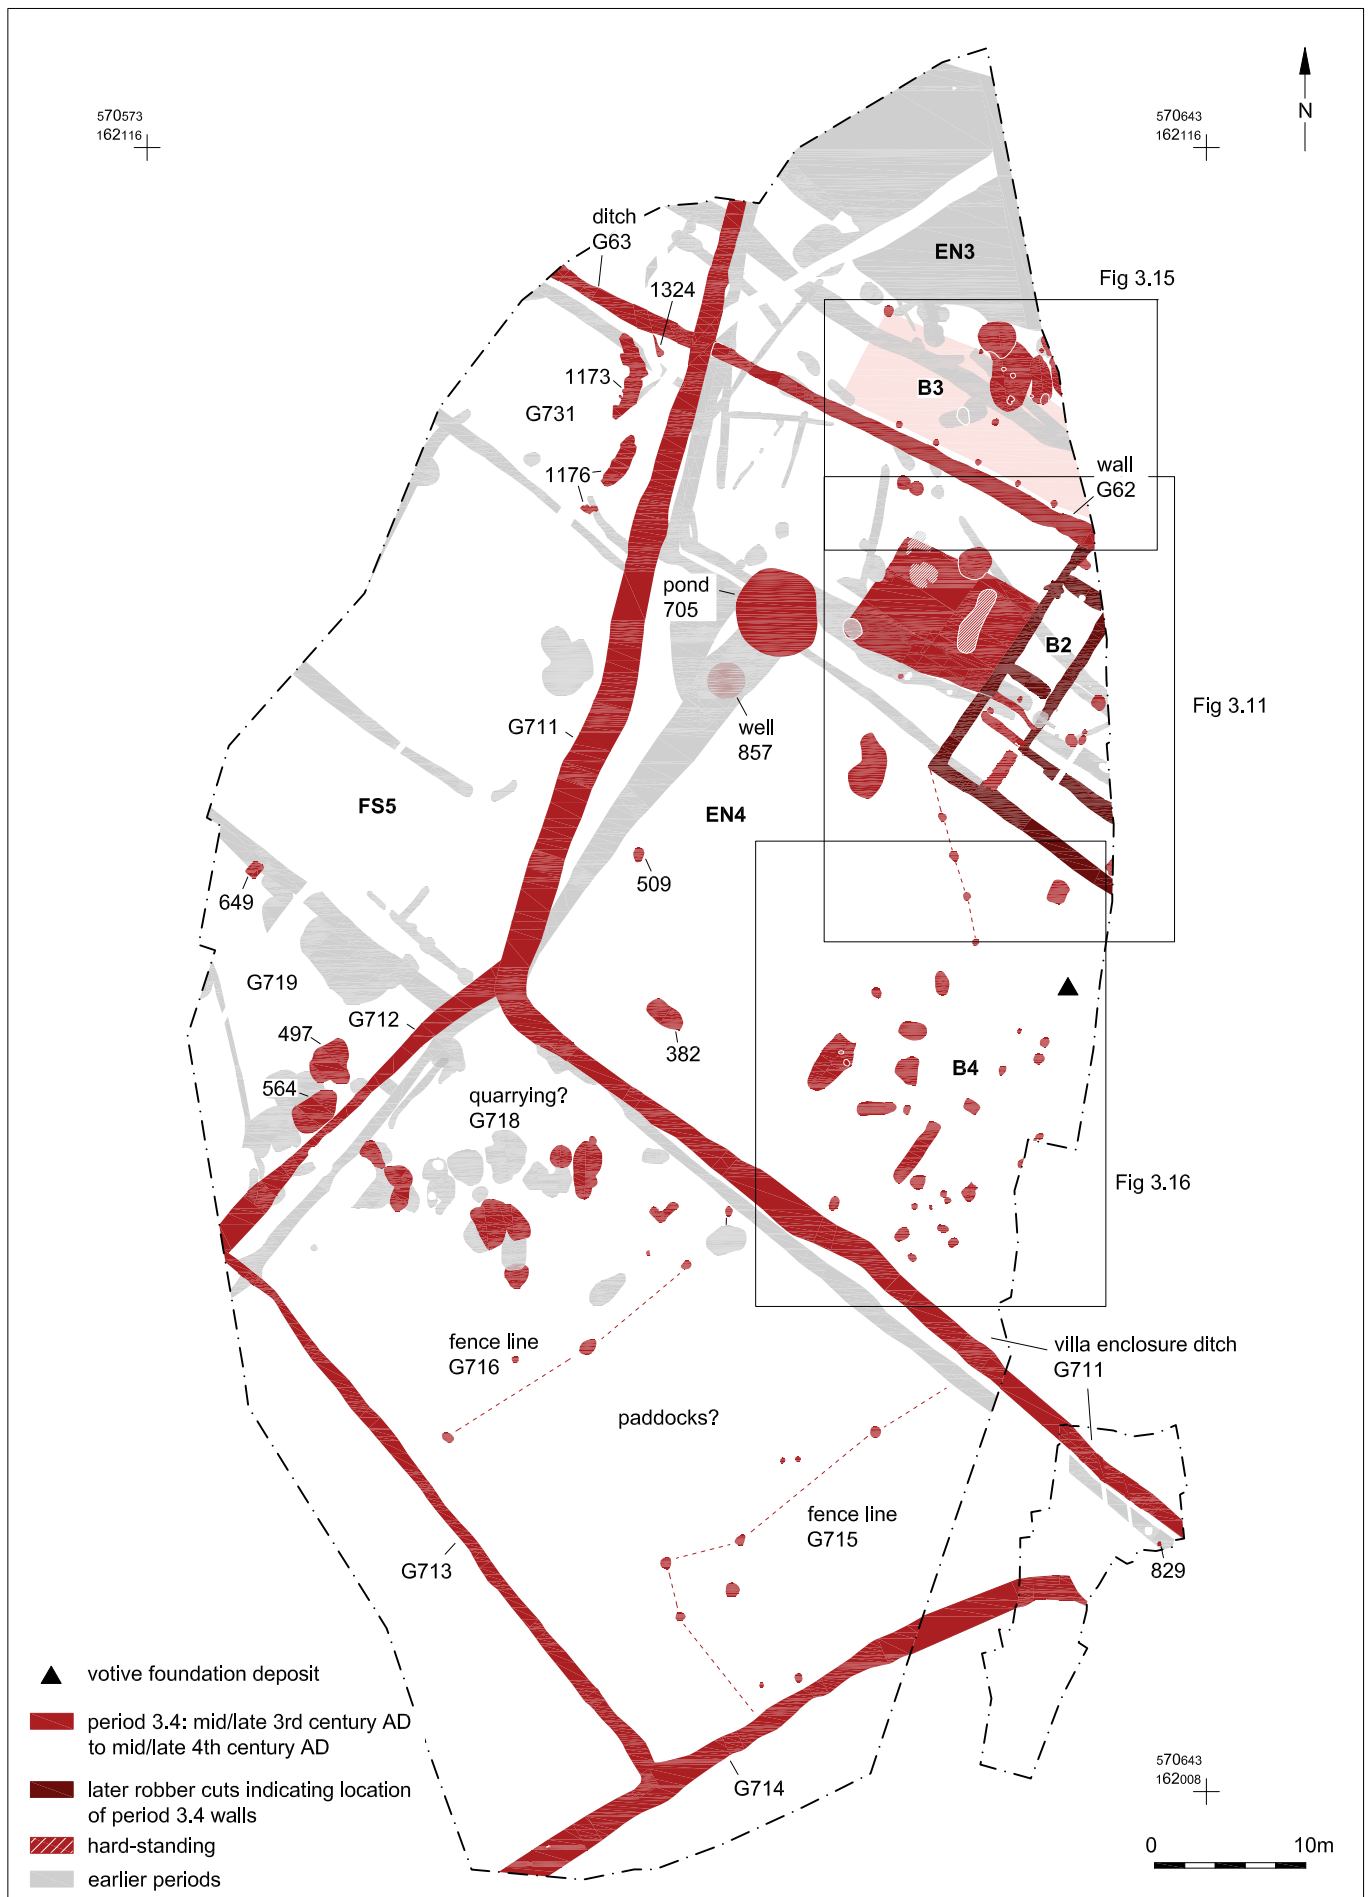 570573
162116
570643
162116
N
ditch
G63
EN3
Fig 3.15
1324
1173
B3
G731
wall
G62
1176
pond
705
B2
Fig 3.11
G711
well
857
FS5
EN4
509
649
G719
G712
497
382
B4
564
quarrying?
G718
Fig 3.16
fence line
G716
villa enclosure ditch
G711
paddocks?
fence line
G715
G713
829
votive foundation deposit
period 3.4: mid/late 3rd century AD
to mid/late 4th century AD
570643
162008
G714
later robber cuts indicating location
of period 3.4 walls
hard-standing
0 10m
earlier periods